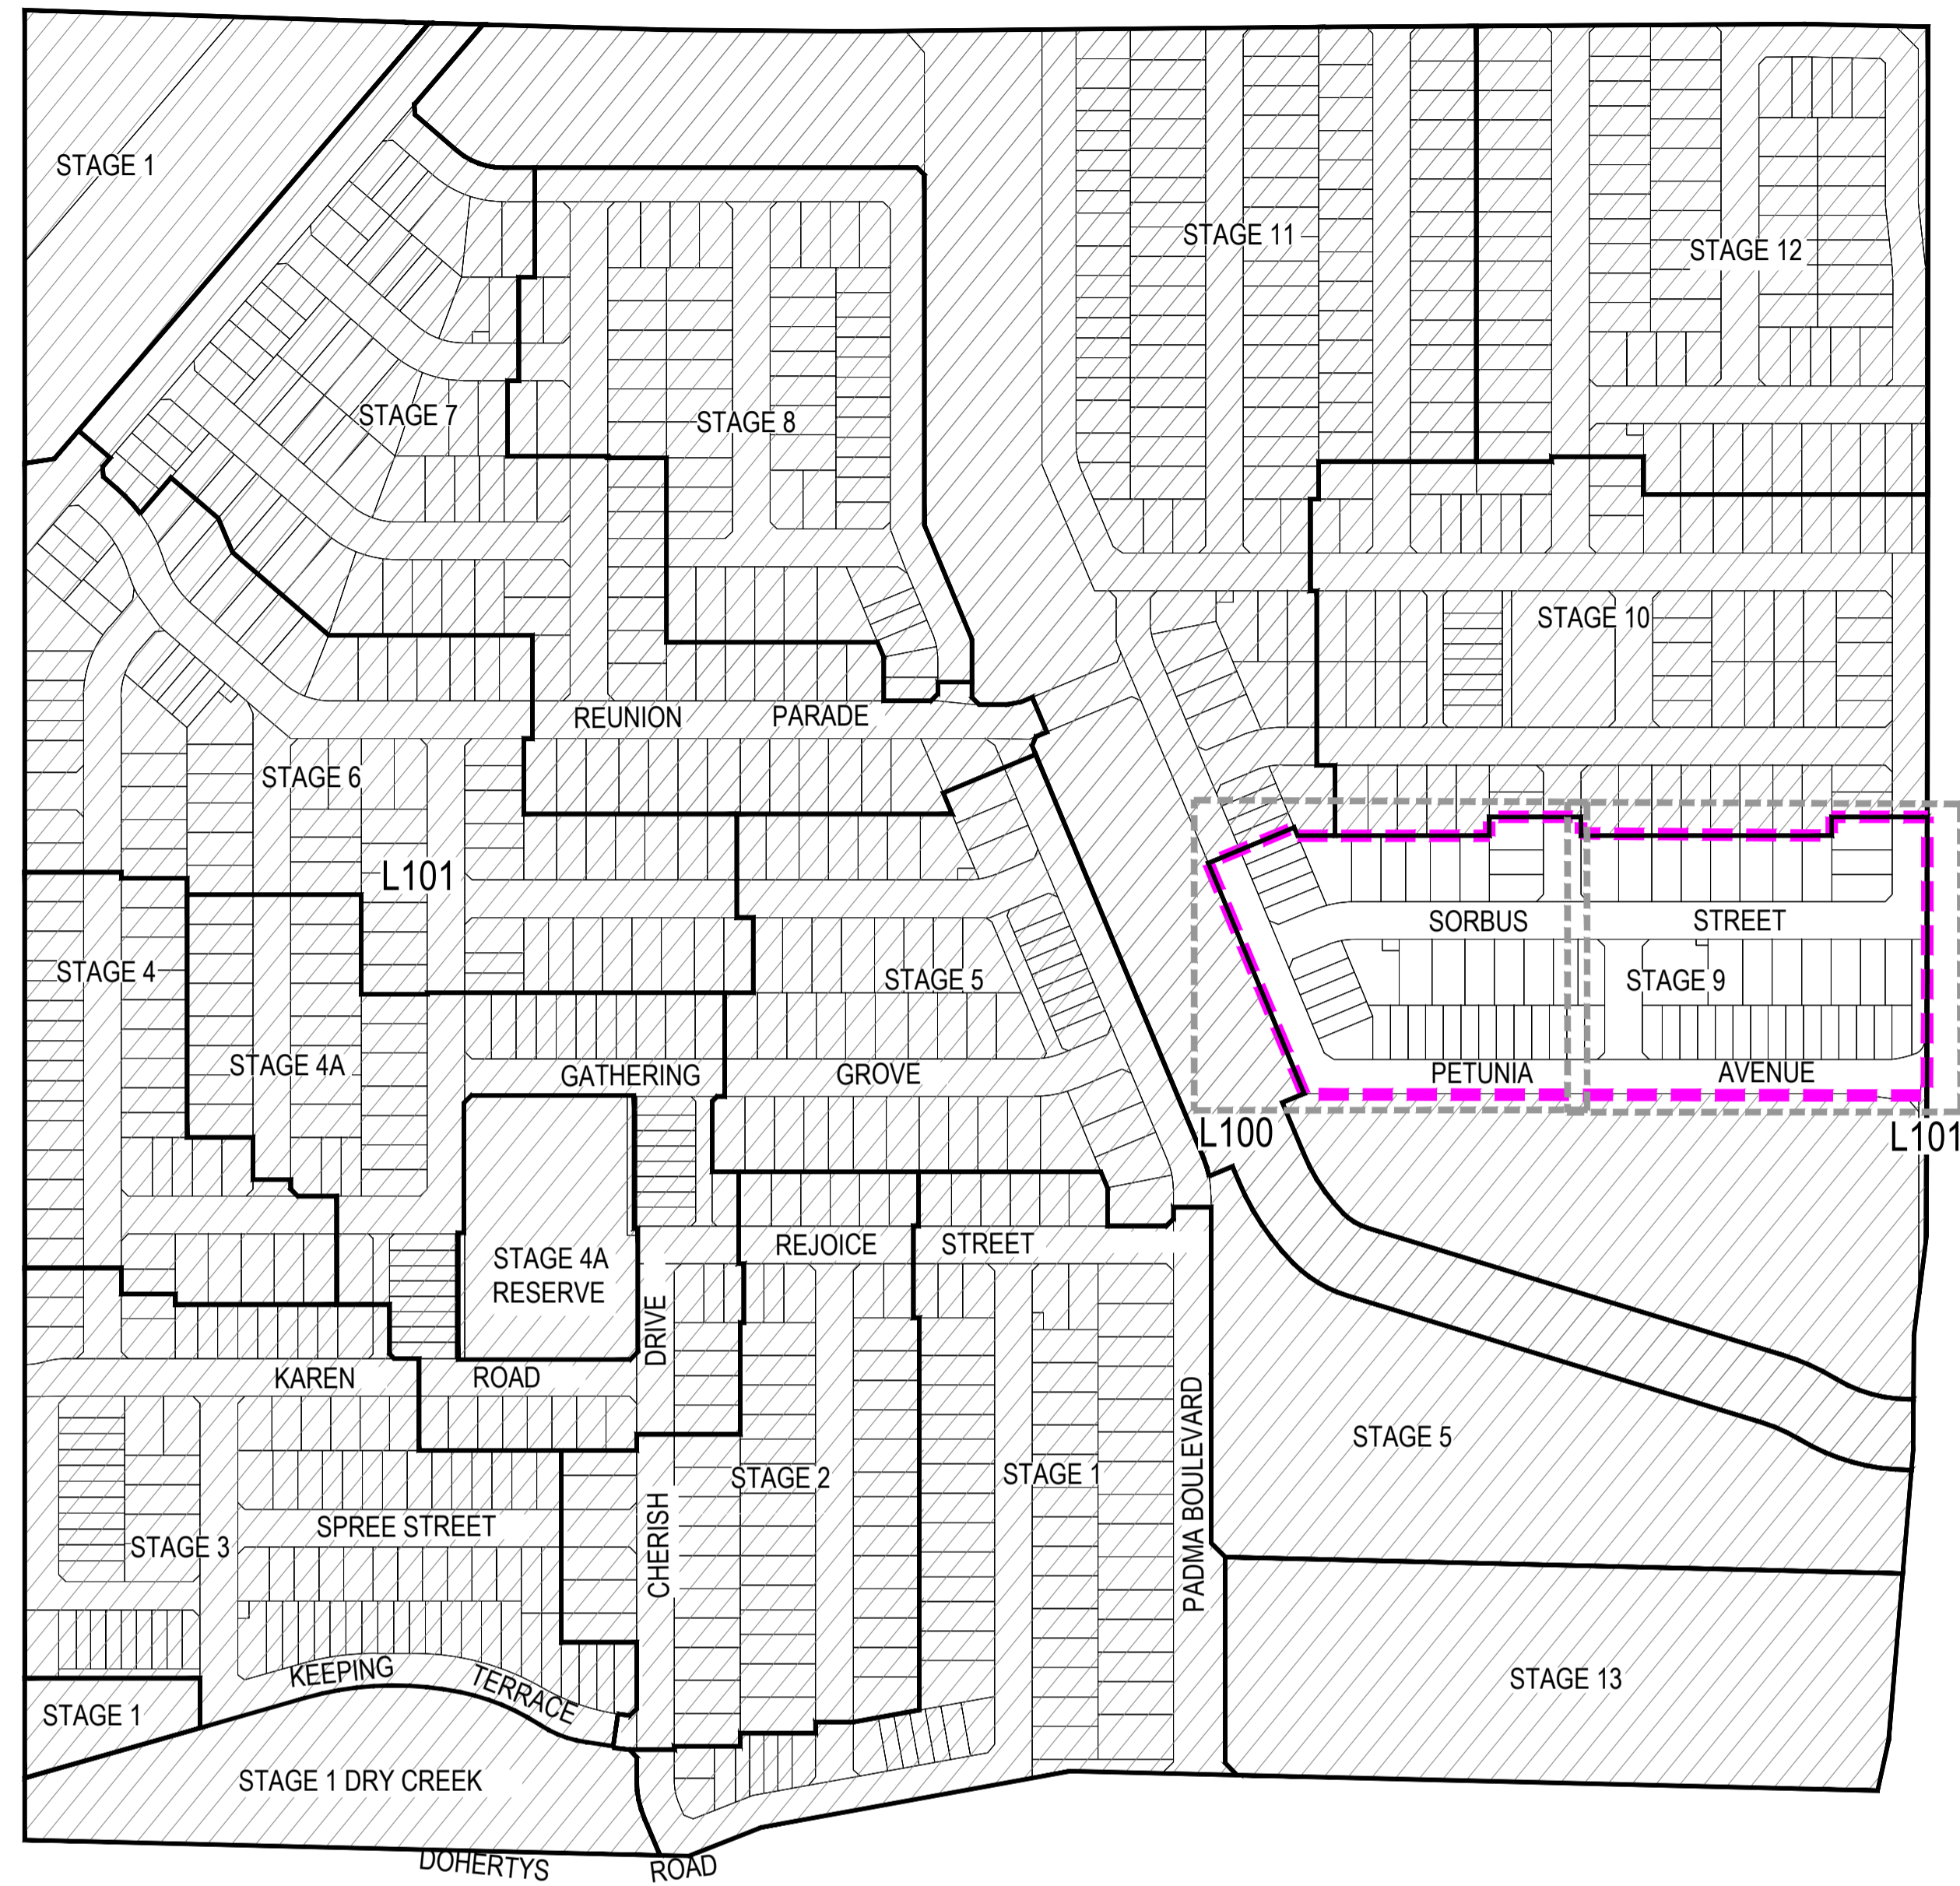 STAGE 1
STAGE 11
STAGE 12
STAGE 7
STAGE 8
STAGE 10
REUNION PARADE
STAGE 6
L101
SORBUS STREET
STAGE 4
STAGE 5
STAGE 9
STAGE 4A
GATHERING GROVE
PETUNIA AVENUE
L100
L101
REJOICE STREET
STAGE 4A
RESERVE
DRIVE
KAREN ROAD
STAGE 5
STAGE 2
STAGE 1
PADMA BOULEVARD
SPREE STREET
CHERISH
STAGE 3
KEEPING TERRACE
STAGE 13
STAGE 1
STAGE 1 DRY CREEK
DOHERTYS ROAD